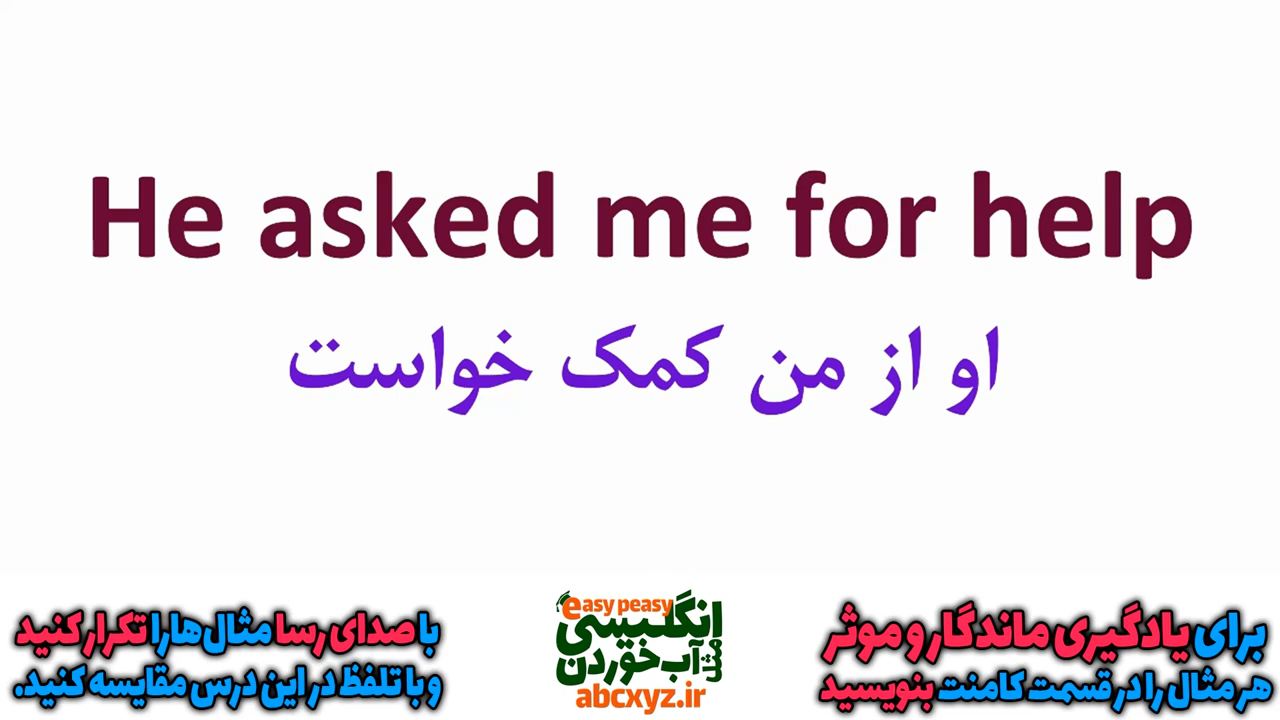 He asked me for help
او از من کمک خواست
با صدای رسا مثال‌ها را تکرار کنید
و با تلفظ در این درس مقایسه کنید.
easy peasy
انگلیسی
مثل آب خوردن
abcxyz.ir
برای یادگیری ماندگار و موثر
هر مثال را در قسمت کامنت بنویسید